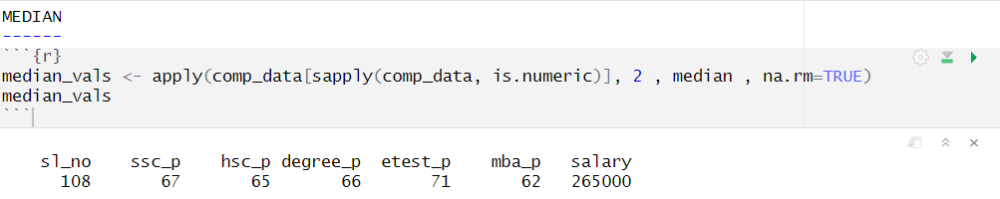 MEDIAN
------
```{r}
median_vals <- apply(comp_data[sapply(comp_data, is.numeric)], 2 , median , na.rm=TRUE)
median_vals
```
sl_no ssc_p hsc_p degree_p etest_p mba_p salary
108 67 65 66 71 62 265000